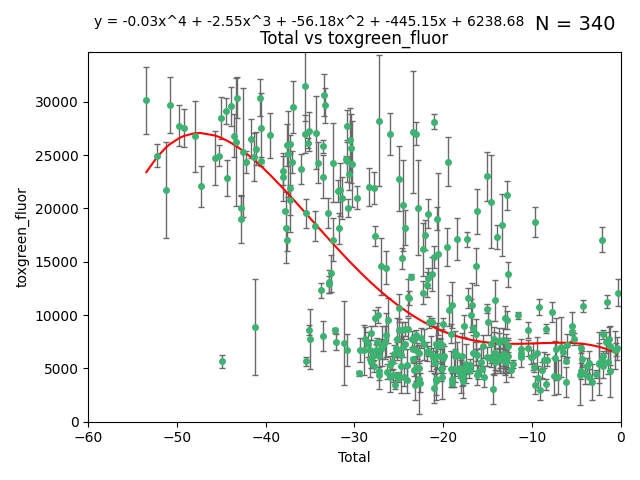 y = -0.03x^4 + -2.55x^3 + -56.18x^2 + -445.15x + 6238.68 N = 340
Total vs toxgreen_fluor
30000
25000
20000
15000
10000
5000
0
toxgreen_fluor
−60 −50 −40 −30 −20 −10 0
Total